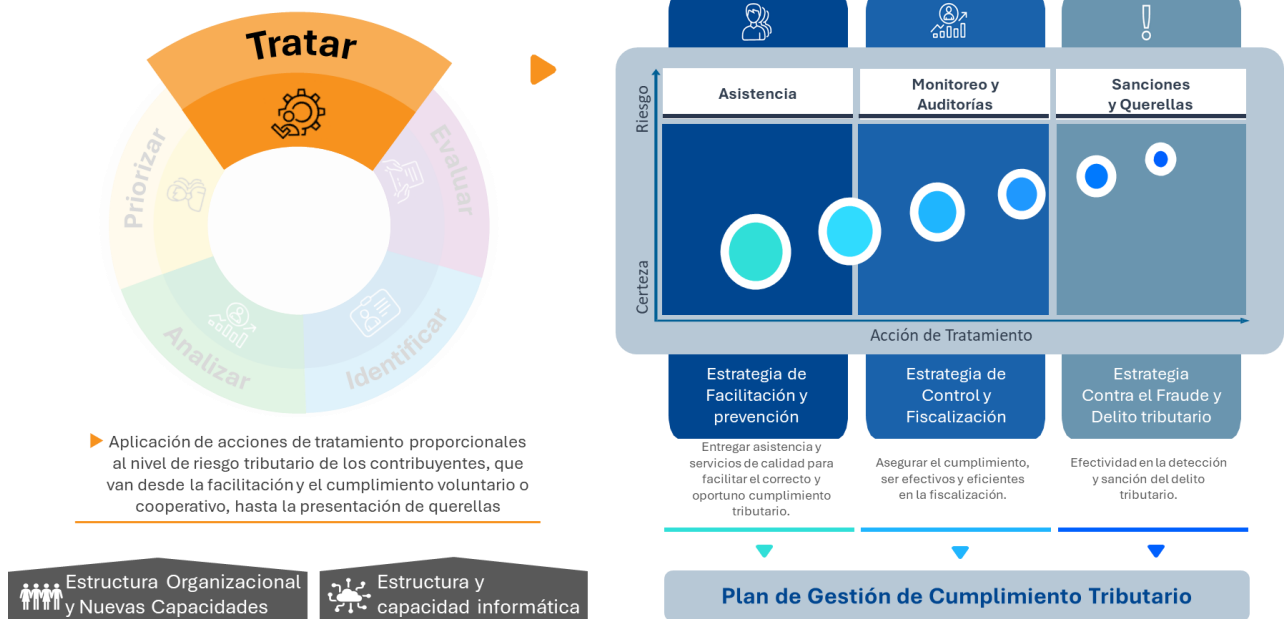 Tratar
Priorizar
Evaluar
Analizar
Identificar
Aplicación de acciones de tratamiento proporcionales
al nivel de riesgo tributario de los contribuyentes, que
van desde la facilitación y el cumplimiento voluntario o
cooperativo, hasta la presentación de querellas
Estructura Organizacional
y Nuevas Capacidades
Estructura y
capacidad informática
Riesgo
Certeza
Asistencia
Monitoreo y
Auditorías
Sanciones
y Querellas
Acción de Tratamiento
Estrategia de
Facilitación y
prevención
Estrategia de
Control y
Fiscalización
Estrategia
Contra el Fraude y
Delito tributario
Entregar asistencia y
servicios de calidad para
facilitar el correcto y
oportuno cumplimiento
tributario.
Asegurar el cumplimiento,
ser efectivos y eficientes
en la fiscalización.
Efectividad en la detección
y sanción del delito
tributario.
Plan de Gestión de Cumplimiento Tributario